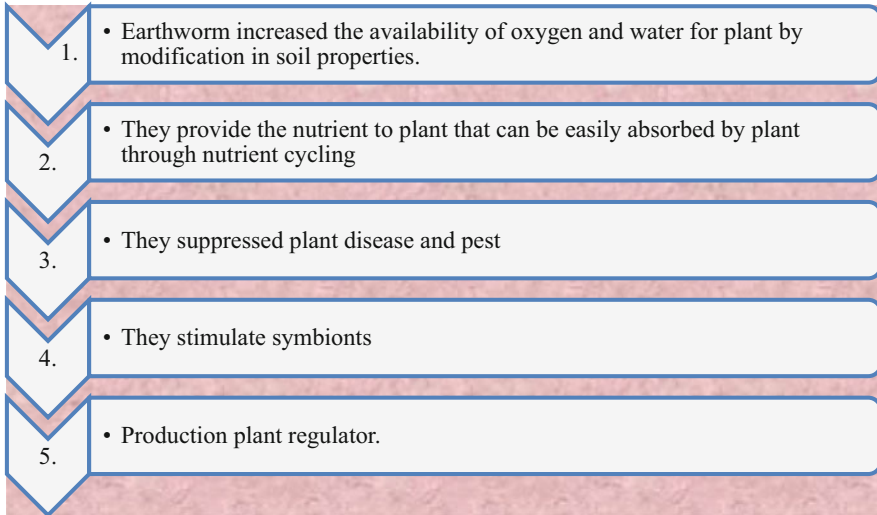 1.
• Earthworm increased the availability of oxygen and water for plant by
modification in soil properties.
2.
• They provide the nutrient to plant that can be easily absorbed by plant
through nutrient cycling
3.
• They suppressed plant disease and pest
4.
• They stimulate symbionts
5.
• Production plant regulator.